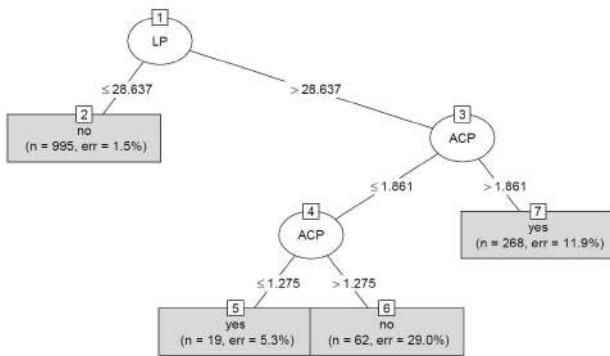 1
LP
≤ 28.637
> 28.637
2
no
(n = 995, err = 1.5%)
3
ACP
≤ 1.861
> 1.861
4
ACP
7
yes
(n = 268, err = 11.9%)
≤ 1.275
> 1.275
5
yes
(n = 19, err = 5.3%)
6
no
(n = 62, err = 29.0%)